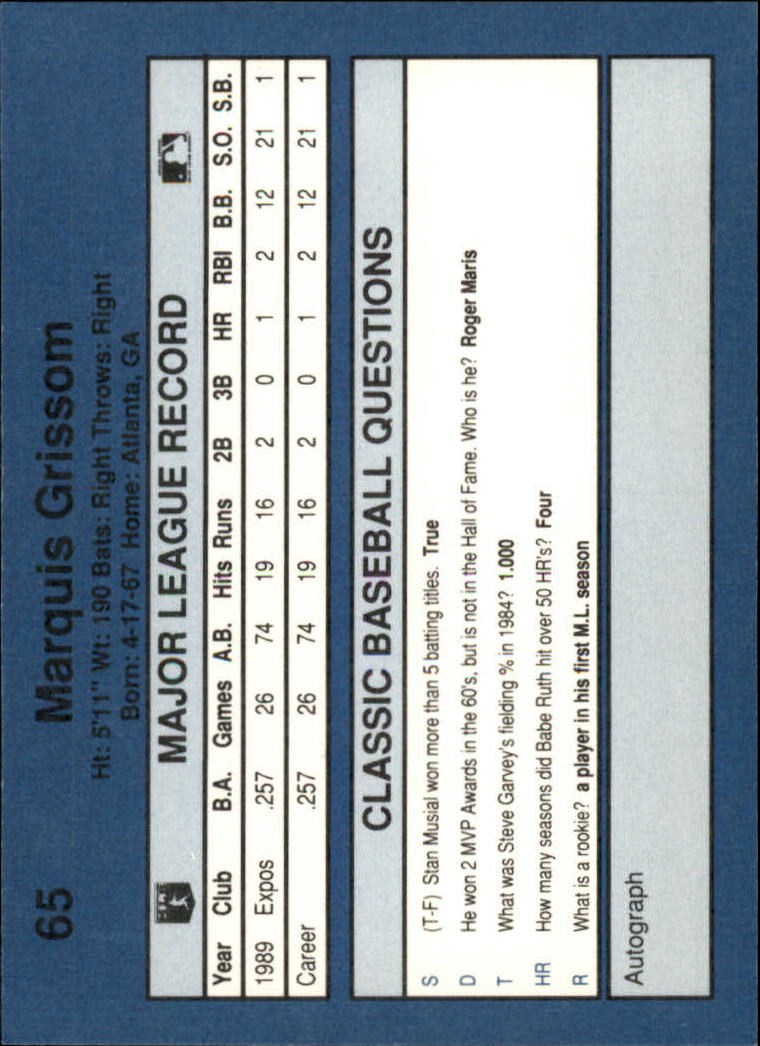 65 Marquis Grissom
Ht: 5'11" Wt: 190 Bats: Right Throws: Right
Born: 4-17-67 Home: Atlanta, GA
MAJOR LEAGUE RECORD
Year Club B.A. Games A.B. Hits Runs 2B 3B HR RBI B.B. S.O. S.B.
1989 Expos .257 26 74 19 16 2 0 1 2 12 21 1
Career .257 26 74 19 16 2 0 1 2 12 21 1
CLASSIC BASEBALL QUESTIONS
S (T-F) Stan Musial won more than 5 batting titles. True
D He won 2 MVP Awards in the 60's, but is not in the Hall of Fame. Who is he? Roger Maris
T What was Steve Garvey's fielding % in 1984? 1.000
HR How many seasons did Babe Ruth hit over 50 HR's? Four
R What is a rookie? a player in his first M.L. season
Autograph